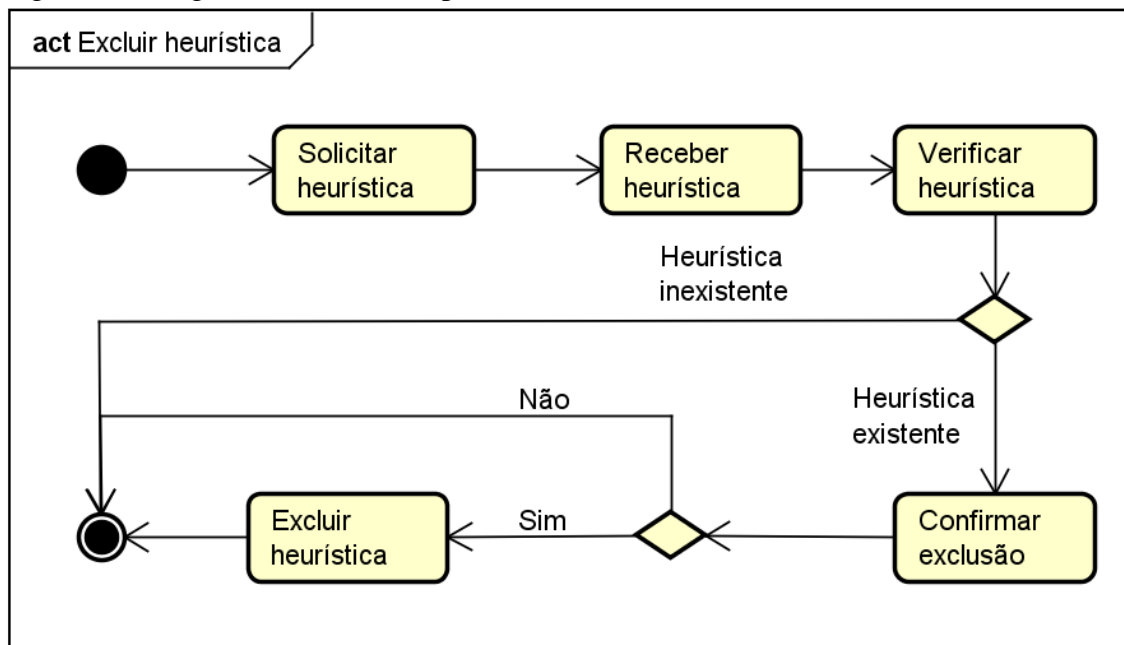 act Excluir heurística
Solicitar
heurística
Receber
heurística
Verificar
heurística
Heurística
inexistente
Heurística
existente
Não
Sim
Excluir
heurística
Confirmar
exclusão